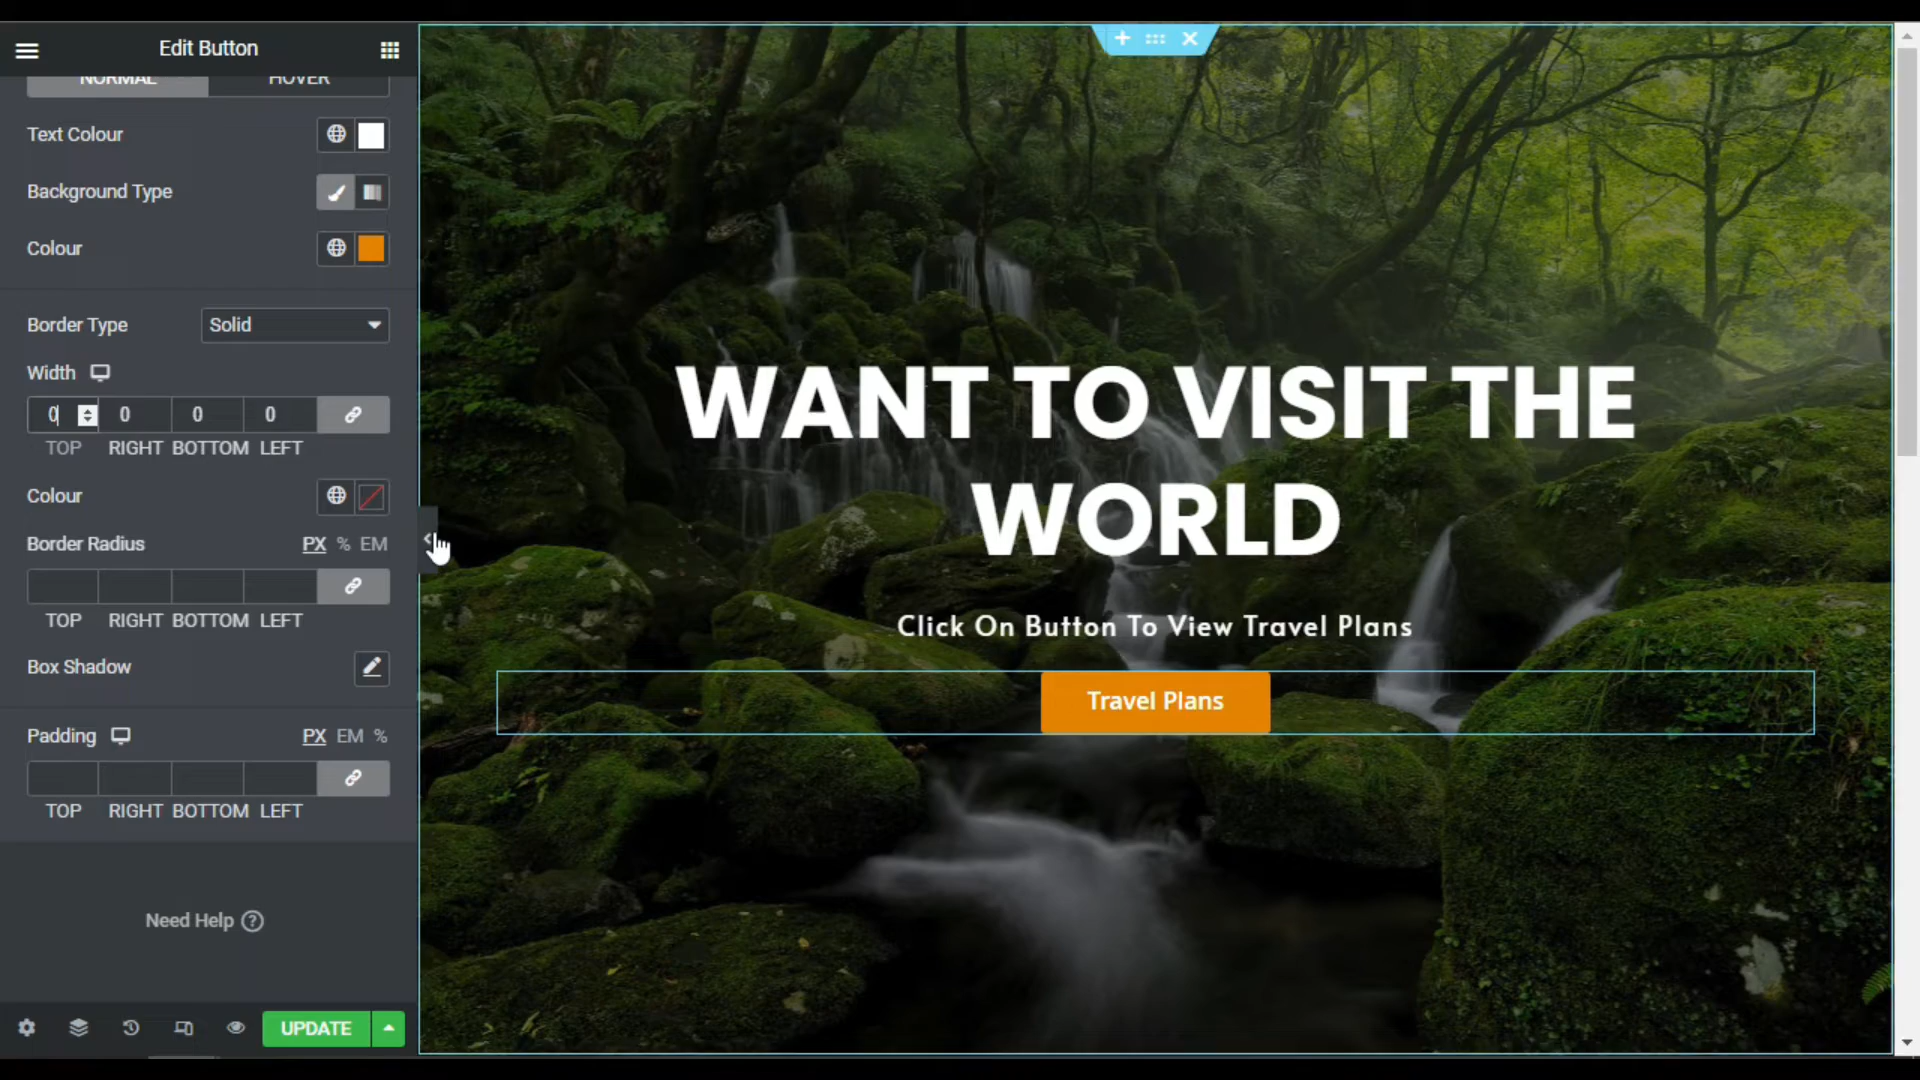 Edit Button
NORMAL HOVER
Text Colour
Background Type
Colour
Border Type Solid
Width
0 0 0 0
TOP RIGHT BOTTOM LEFT
Colour
Border Radius PX % EM
TOP RIGHT BOTTOM LEFT
Box Shadow
Padding PX EM %
TOP RIGHT BOTTOM LEFT
Need Help ?
UPDATE
WANT TO VISIT THE
WORLD
Click On Button To View Travel Plans
Travel Plans